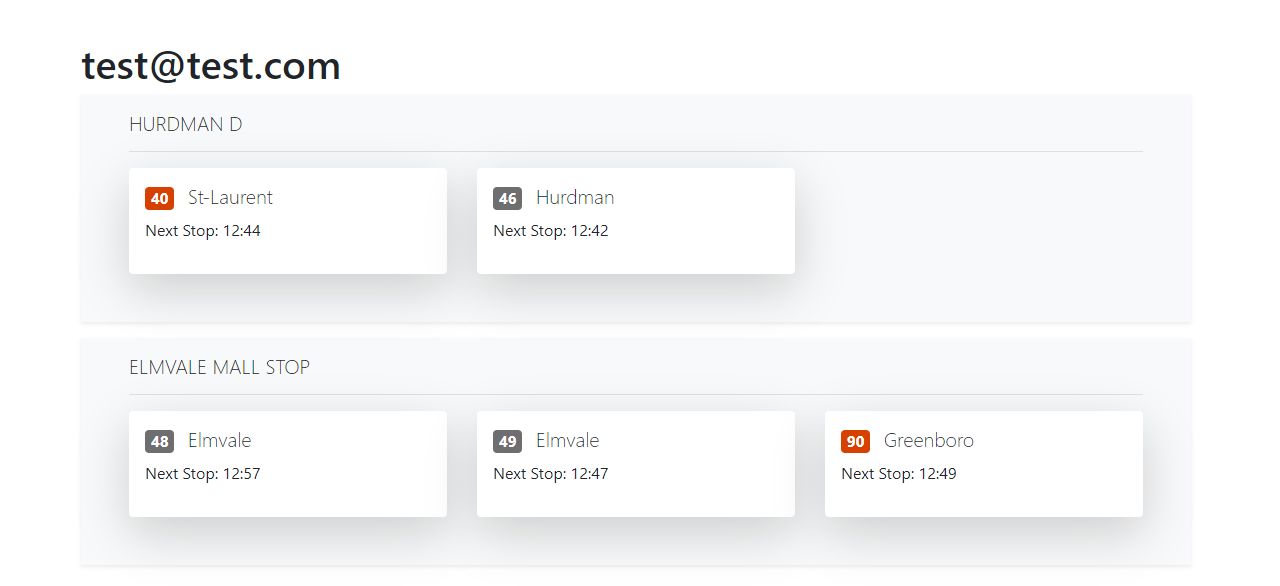 test@test.com
HURDMAN D
40 St-Laurent
Next Stop: 12:44
46 Hurdman
Next Stop: 12:42
ELMVALE MALL STOP
48 Elmvale
Next Stop: 12:57
49 Elmvale
Next Stop: 12:47
90 Greenboro
Next Stop: 12:49